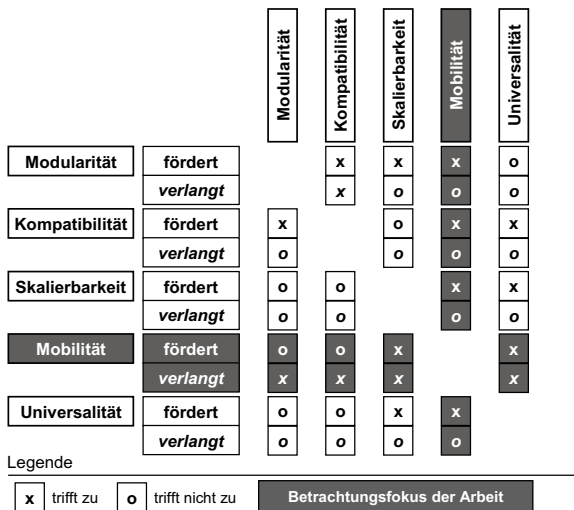 Modularität Kompatibilität Skalierbarkeit Mobilität Universalität
Modularität fördert x x x o
verlangt x o o o
Kompatibilität fördert x o x x
verlangt o o o o
Skalierbarkeit fördert o o x x
verlangt o o o o
Mobilität fördert o o x x
verlangt x x x x
Universalität fördert o o x x
verlangt o o o o
Legende
x trifft zu o trifft nicht zu Betrachtungsfokus der Arbeit